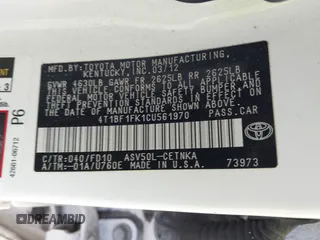 MFD BY: TOYOTA MOTOR MANUFACTURING,
KENTUCKY, INC. 03/12
GVWR 4630LB GAWR FR 2625LB RR 2625LB
THIS VEHICLE CONFORMS TO ALL APPLICABLE
FEDERAL MOTOR VEHICLE SAFETY, BUMPER, AND
THEFT PREVENTION STANDARDS IN EFFECT ON
THE DATE OF MANUFACTURE SHOWN ABOVE.
4T1BF1FK1CU561970
PASS.CAR
C/TR:040/FD10 ASV50L-CETNKA
A/TM:-01A/U760E MADE IN U.S.A.
73973
TOYOTA
P6
3